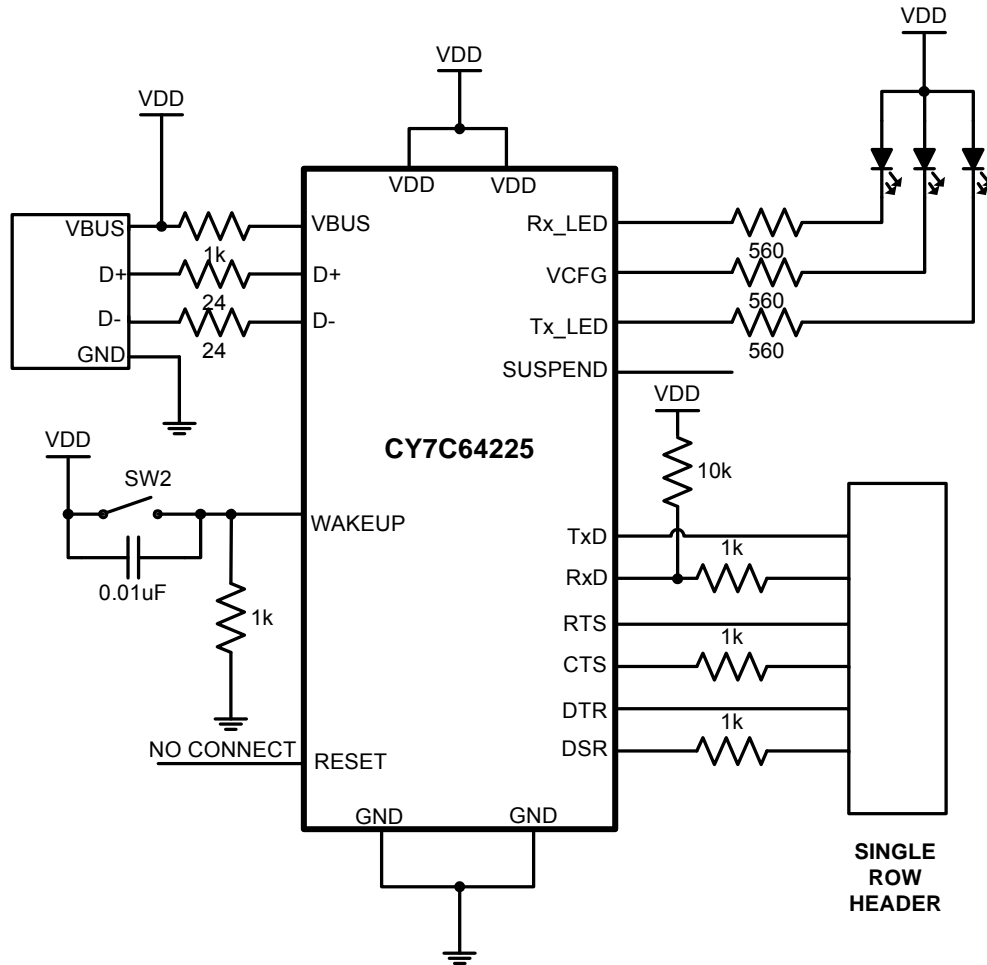 VDD
VDD
VDD
VDD VDD
VBUS
1k
VBUS
Rx_LED
560
D+
24
D+
VCFG
560
D-
24
D-
Tx_LED
560
GND
SUSPEND
VDD
VDD
CY7C64225
SW2
10k
WAKEUP
TxD
0.01uF
1k
RxD
1k
RTS
1k
CTS
DTR
1k
NO CONNECT
RESET
DSR
GND GND
SINGLE
ROW
HEADER